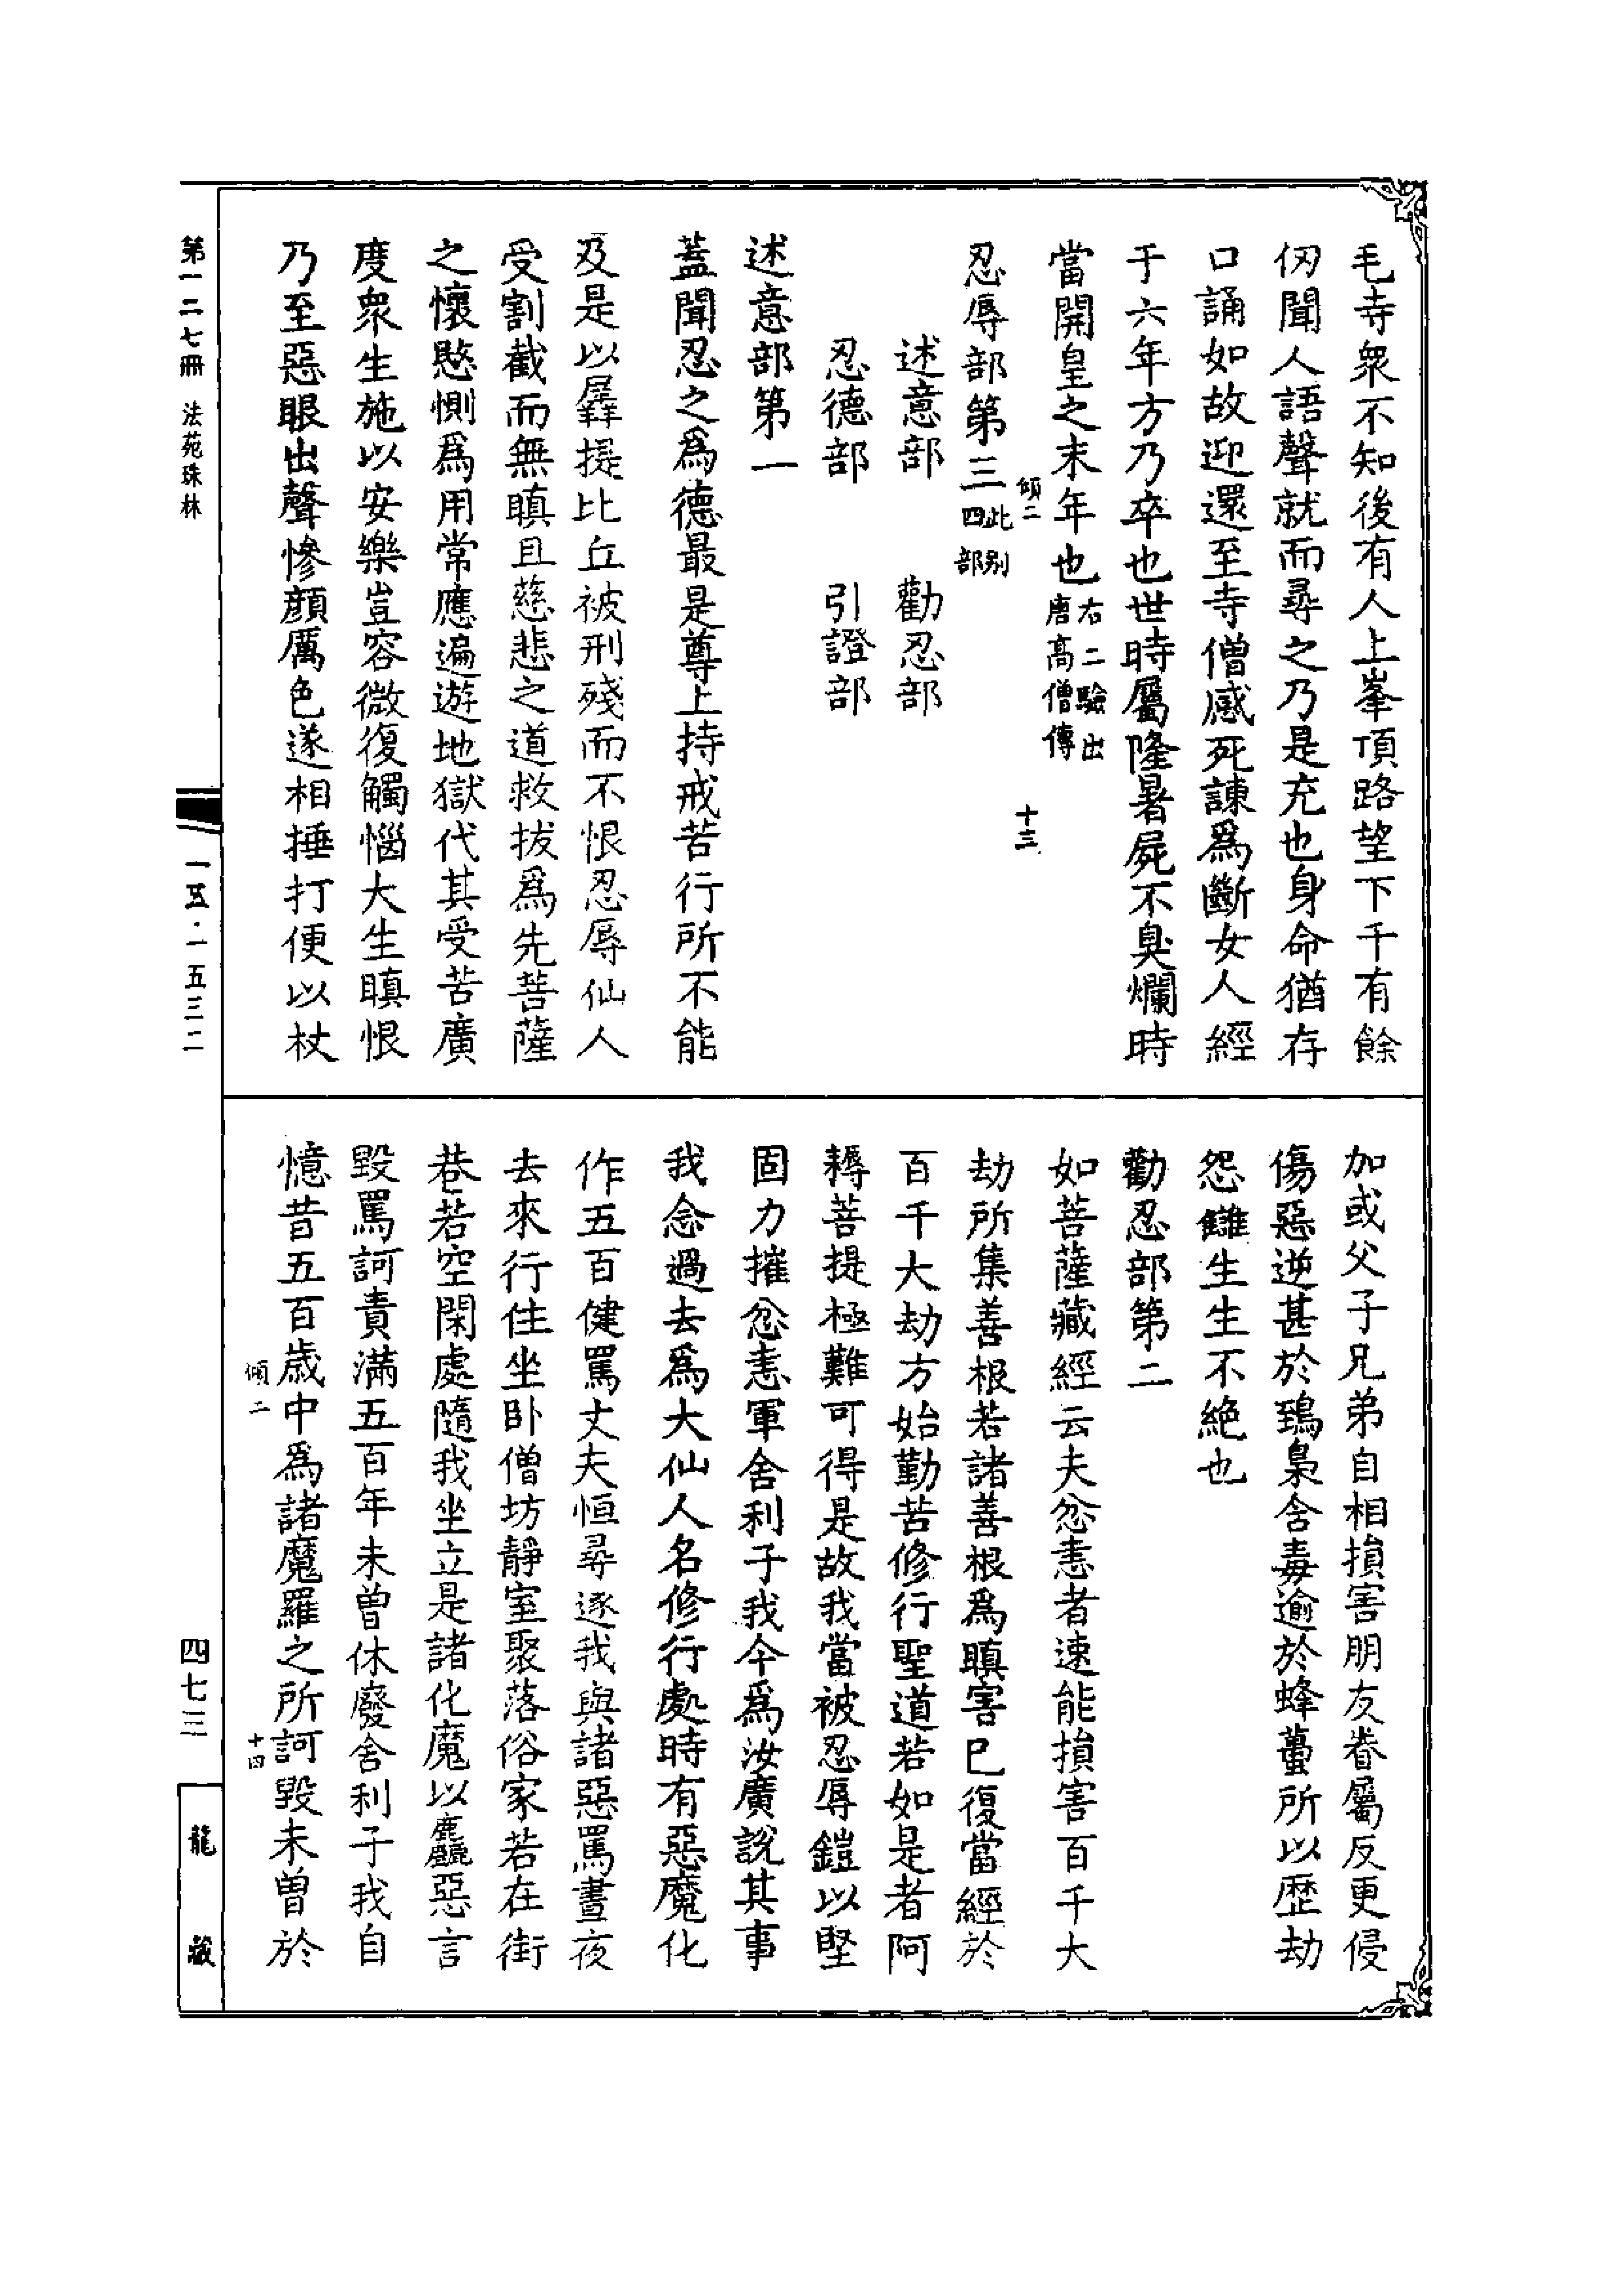 毛寺衆不知後有人上峯頂路望下千有餘
仭聞人語聲就而尋之乃是充也身命猶存
口誦如故迎還至寺僧感死諫爲斷女人經
于六年方乃卒也世時屬隆暑屍不臭爛時
當開皇之末年也右二驗出唐高僧傳
傾二 十三
忍辱部第三此别四部
述意部 勸忍部
忍德部 引證部
述意部第一
蓋聞忍之爲德最是尊上持戒苦行所不能
及是以羼提比丘被刑殘而不恨忍辱仙人
受割截而無瞋且慈悲之道救拔爲先菩薩
之懷愍惻爲用常應遍遊地獄代其受苦廣
度衆生施以安樂豈容微復觸惱大生瞋恨
乃至惡眼出聲慘顔厲色遂相捶打便以杖
加或父子兄弟自相損害朋友眷屬反更侵
傷惡逆甚於鵄梟含毒逾於蜂蠆所以歷劫
怨讎生生不絶也
勸忍部第二
如菩薩藏經云夫忿恚者速能損害百千大
劫所集善根若諸善根爲瞋害已復當經於
百千大劫方始勤苦修行聖道若如是者阿
耨菩提極難可得是故我當被忍辱鎧以堅
固力摧忿恚軍舍利子我今爲汝廣説其事
我念過去爲大仙人名修行處時有惡魔化
作五百健罵丈夫恒尋逐我與諸惡罵晝夜
去來行住坐卧僧坊靜室聚落俗家若在街
巷若空閑處隨我坐立是諸化魔以麤惡言
毀罵訶責滿五百年未曾休廢舍利子我自
憶昔五百歳中爲諸魔羅之所訶毀未曾於
傾二 十四
第一二七冊 法苑珠林
一五·一五三二
四七三
龍藏